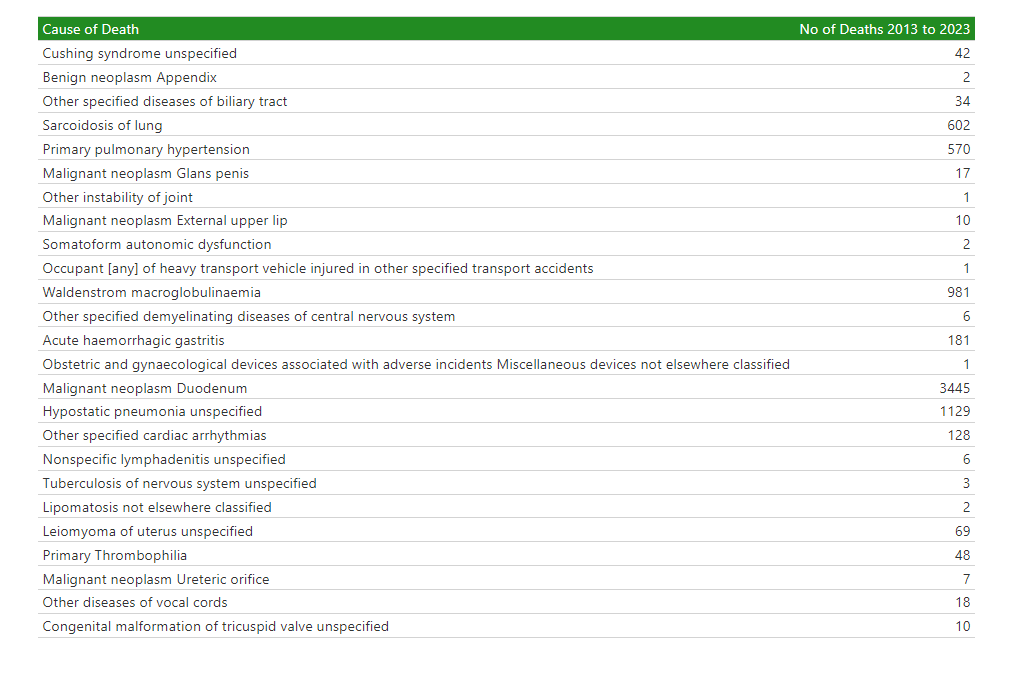 Cause of Death No of Deaths 2013 to 2023
Cushing syndrome unspecified 42
Benign neoplasm Appendix 2
Other specified diseases of biliary tract 34
Sarcoidosis of lung 602
Primary pulmonary hypertension 570
Malignant neoplasm Glans penis 17
Other instability of joint 1
Malignant neoplasm External upper lip 10
Somatoform autonomic dysfunction 2
Occupant [any] of heavy transport vehicle injured in other specified transport accidents 1
Waldenstrom macroglobulinaemia 981
Other specified demyelinating diseases of central nervous system 6
Acute haemorrhagic gastritis 181
Obstetric and gynaecological devices associated with adverse incidents Miscellaneous devices not elsewhere classified 1
Malignant neoplasm Duodenum 3445
Hypostatic pneumonia unspecified 1129
Other specified cardiac arrhythmias 128
Nonspecific lymphadenitis unspecified 6
Tuberculosis of nervous system unspecified 3
Lipomatosis not elsewhere classified 2
Leiomyoma of uterus unspecified 69
Primary Thrombophilia 48
Malignant neoplasm Ureteric orifice 7
Other diseases of vocal cords 18
Congenital malformation of tricuspid valve unspecified 10